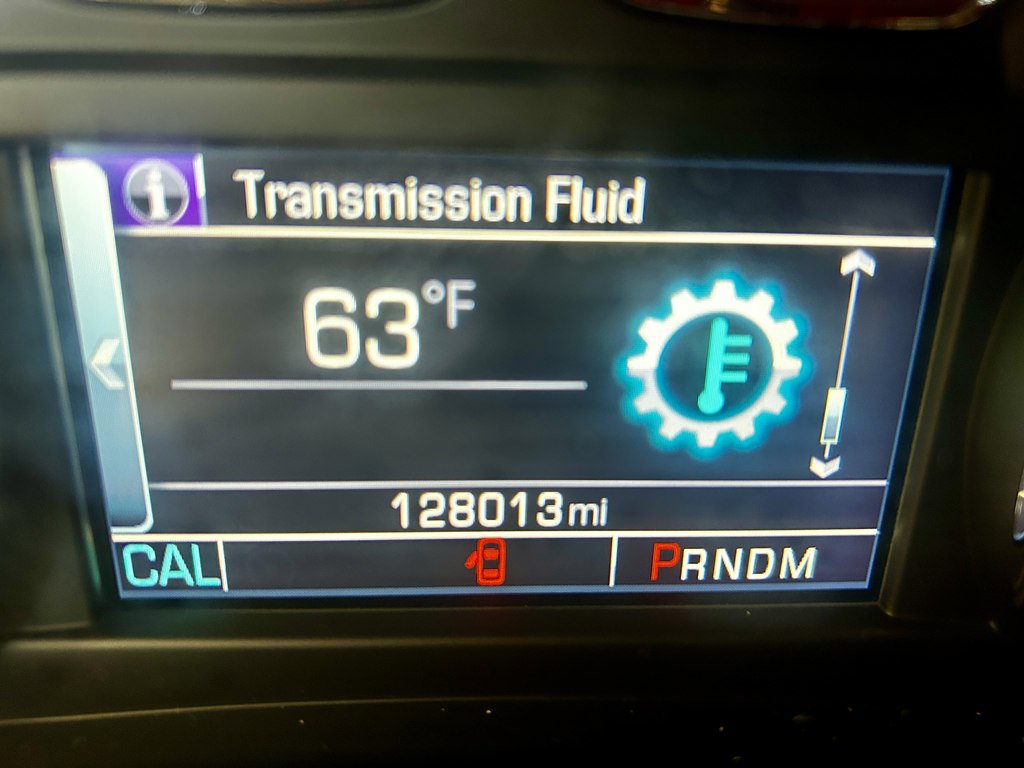 i Transmission Fluid
63°F
128013mi
CAL PRNDM